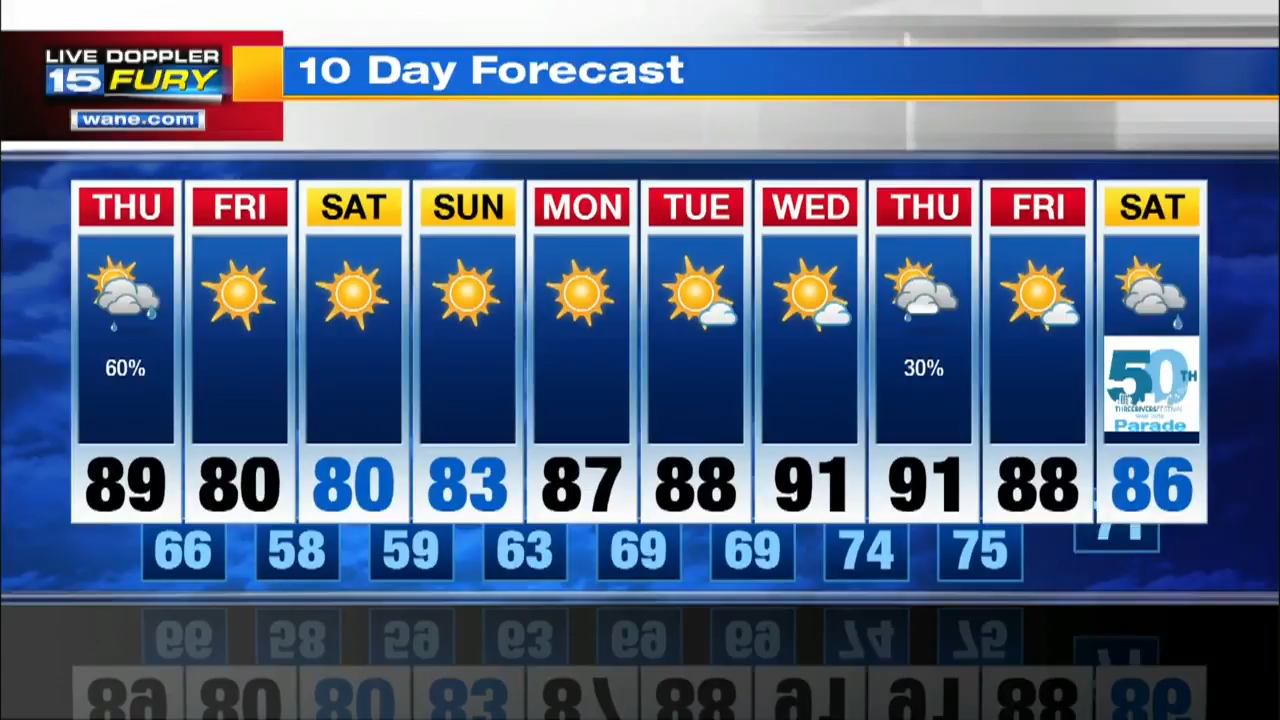 LIVE DOPPLER
15 FURY
wane.com
10 Day Forecast
THU FRI SAT SUN MON TUE WED THU FRI SAT
60% 30%
50TH
Parade
89 80 80 83 87 88 91 91 88 86
66 58 59 63 69 69 74 75